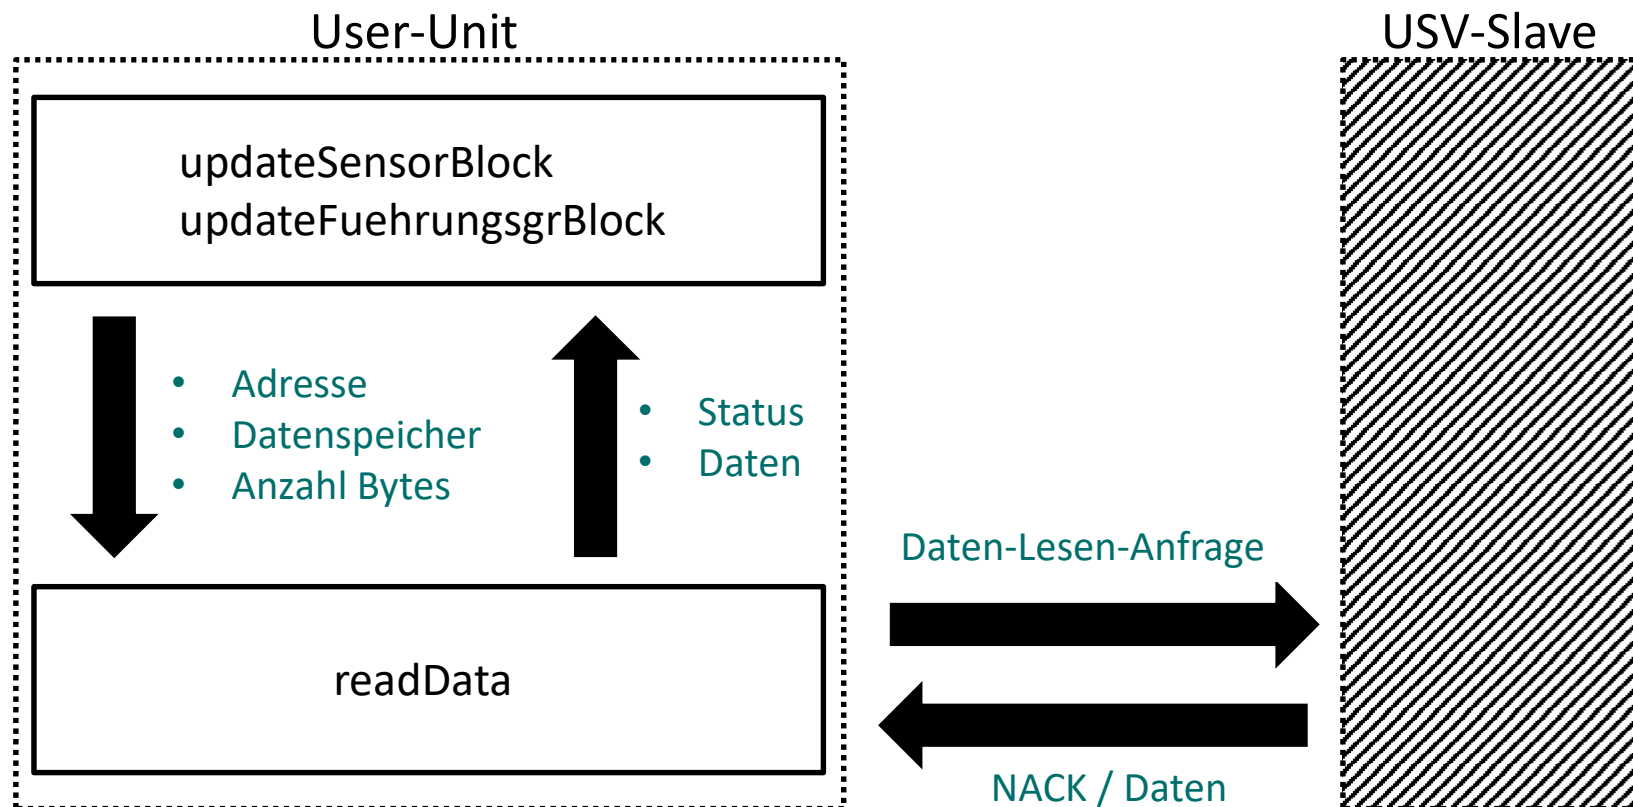 User-Unit
USV-Slave
updateSensorBlock
updateFuehrungsgrBlock
• Adresse
• Datenspeicher
• Anzahl Bytes
• Status
• Daten
Daten-Lesen-Anfrage
readData
NACK / Daten